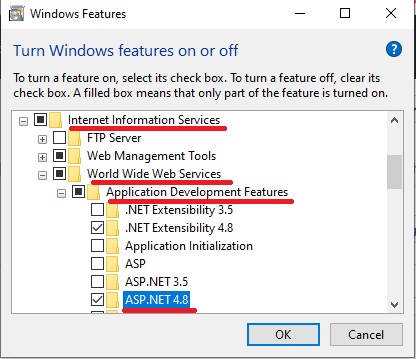 Windows Features
Turn Windows features on or off
To turn a feature on, select its check box. To turn a feature off, clear its
check box. A filled box means that only part of the feature is turned on.
Internet Information Services
FTP Server
Web Management Tools
World Wide Web Services
Application Development Features
.NET Extensibility 3.5
.NET Extensibility 4.8
Application Initialization
ASP
ASP.NET 3.5
ASP.NET 4.8
OK
Cancel